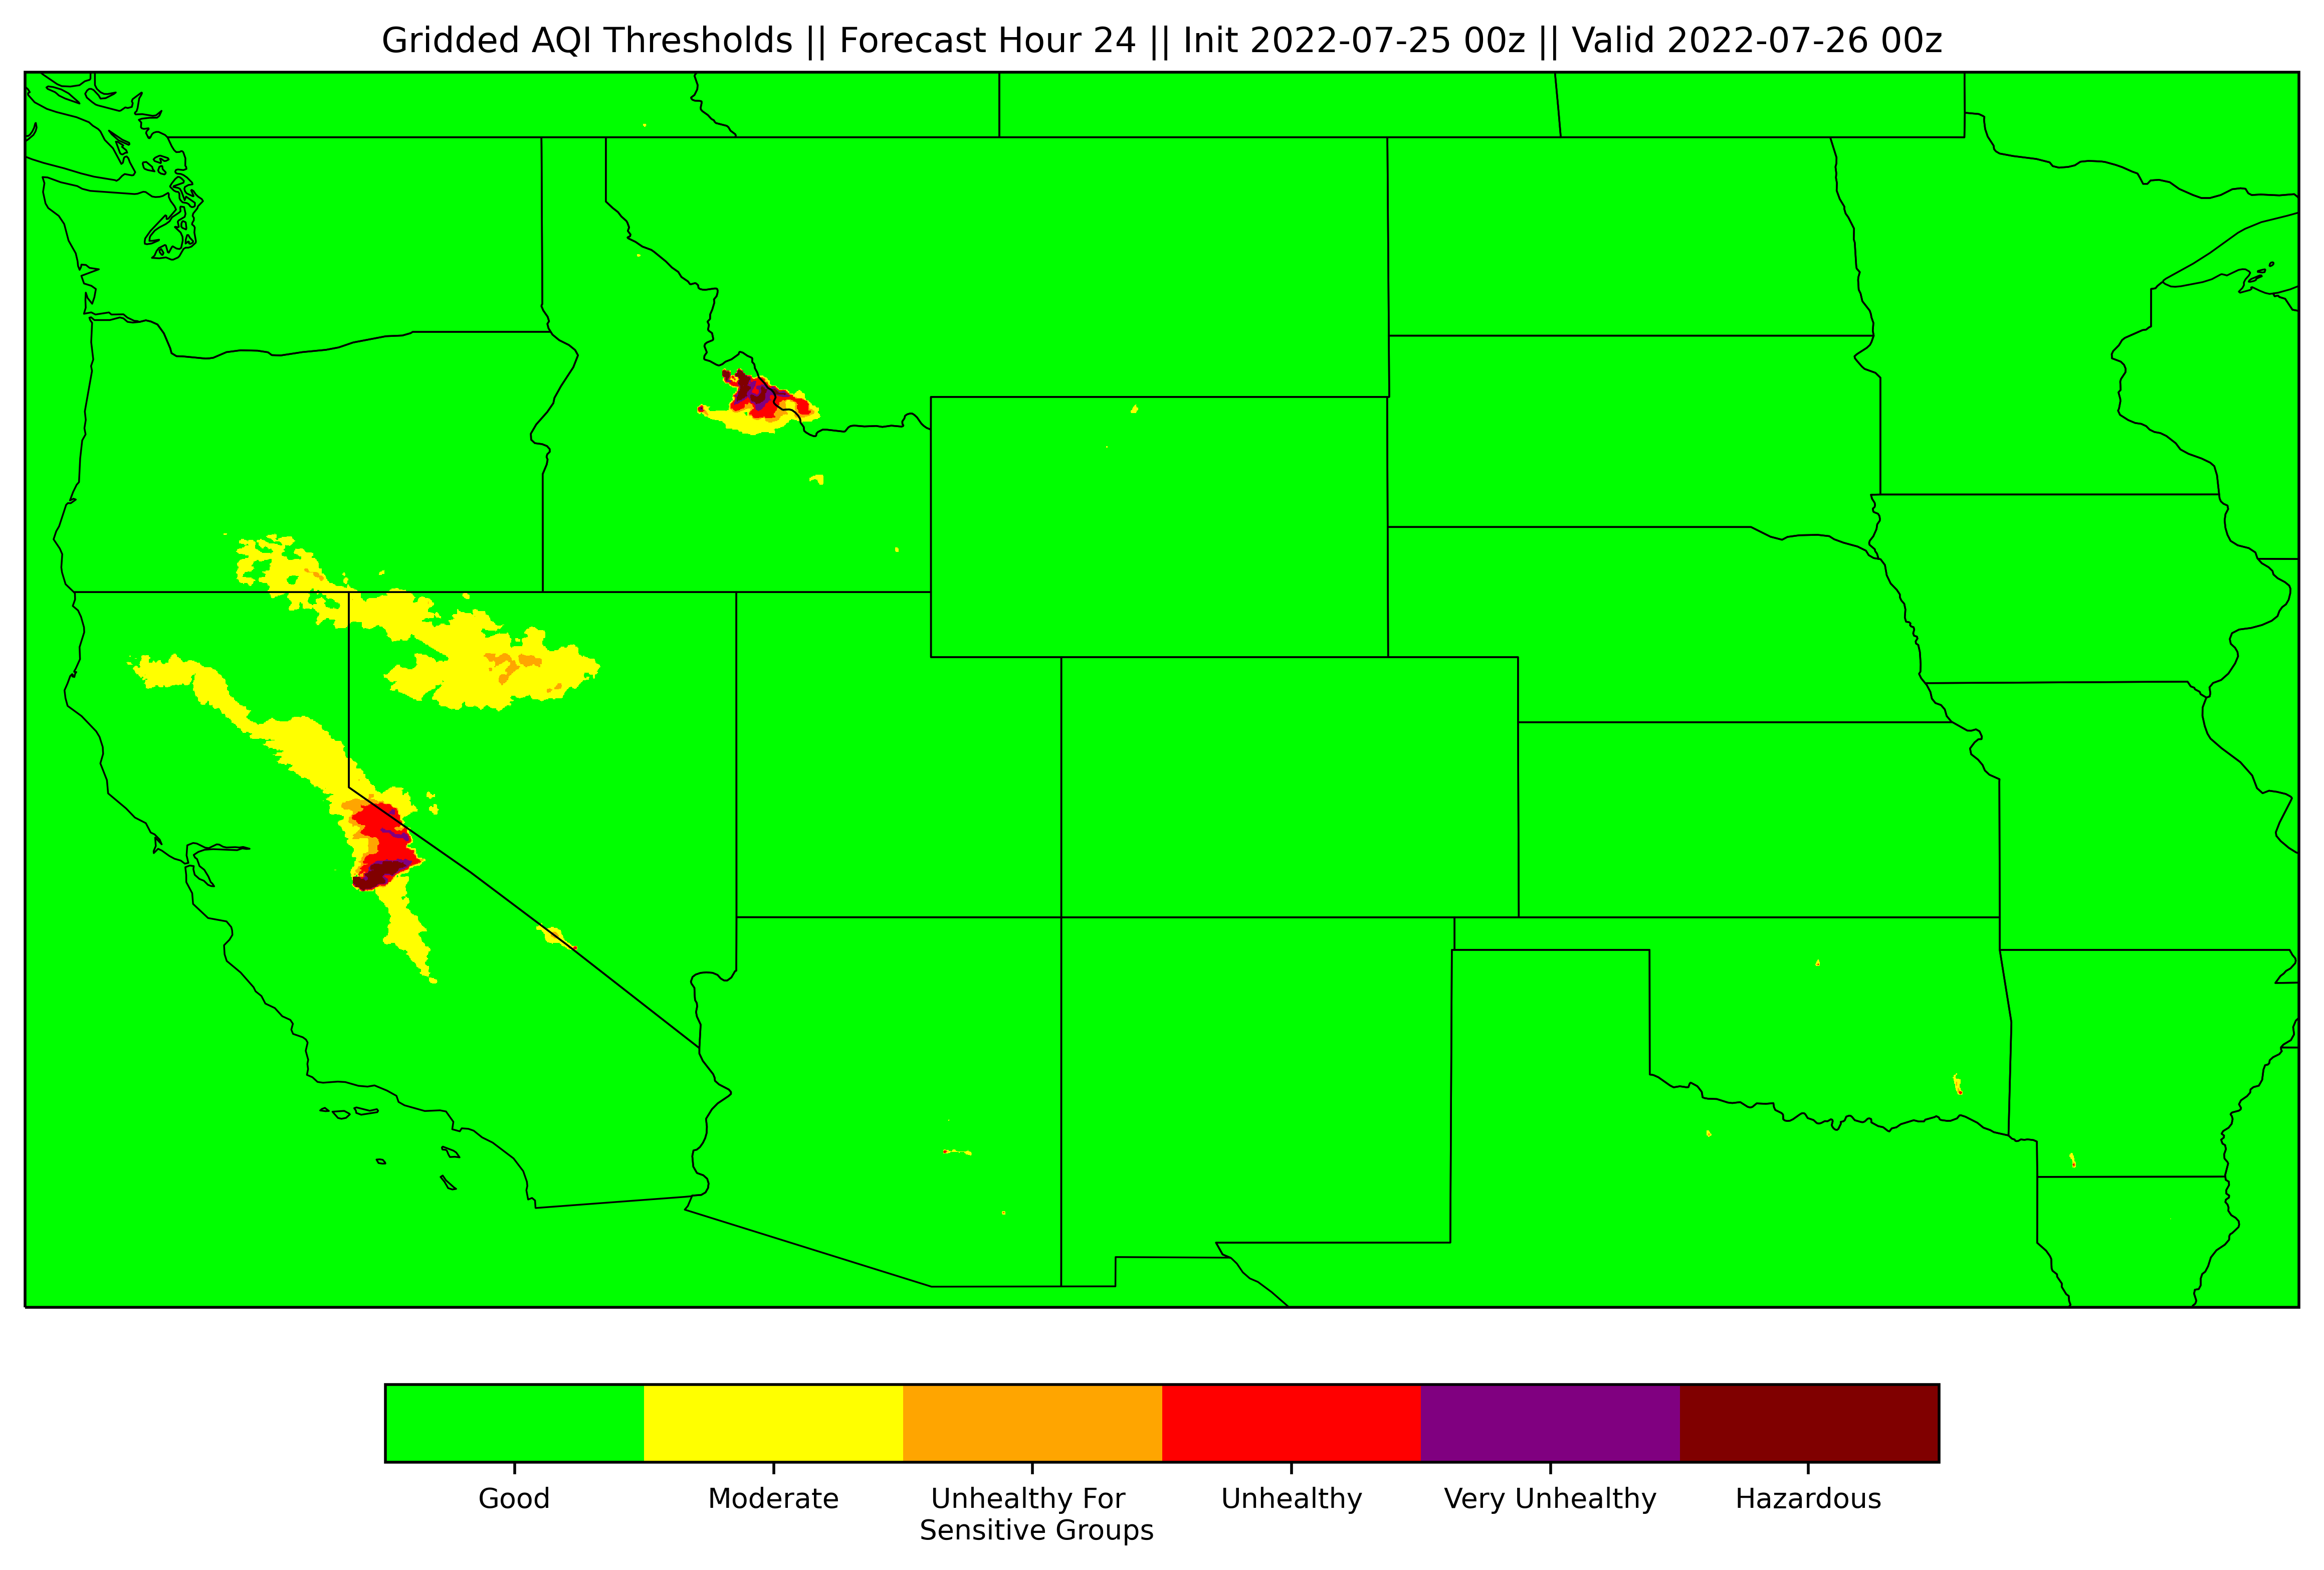 Gridded AQI Thresholds || Forecast Hour 24 || Init 2022-07-25 00z || Valid 2022-07-26 00z
Good
Moderate
Unhealthy For
Sensitive Groups
Unhealthy
Very Unhealthy
Hazardous